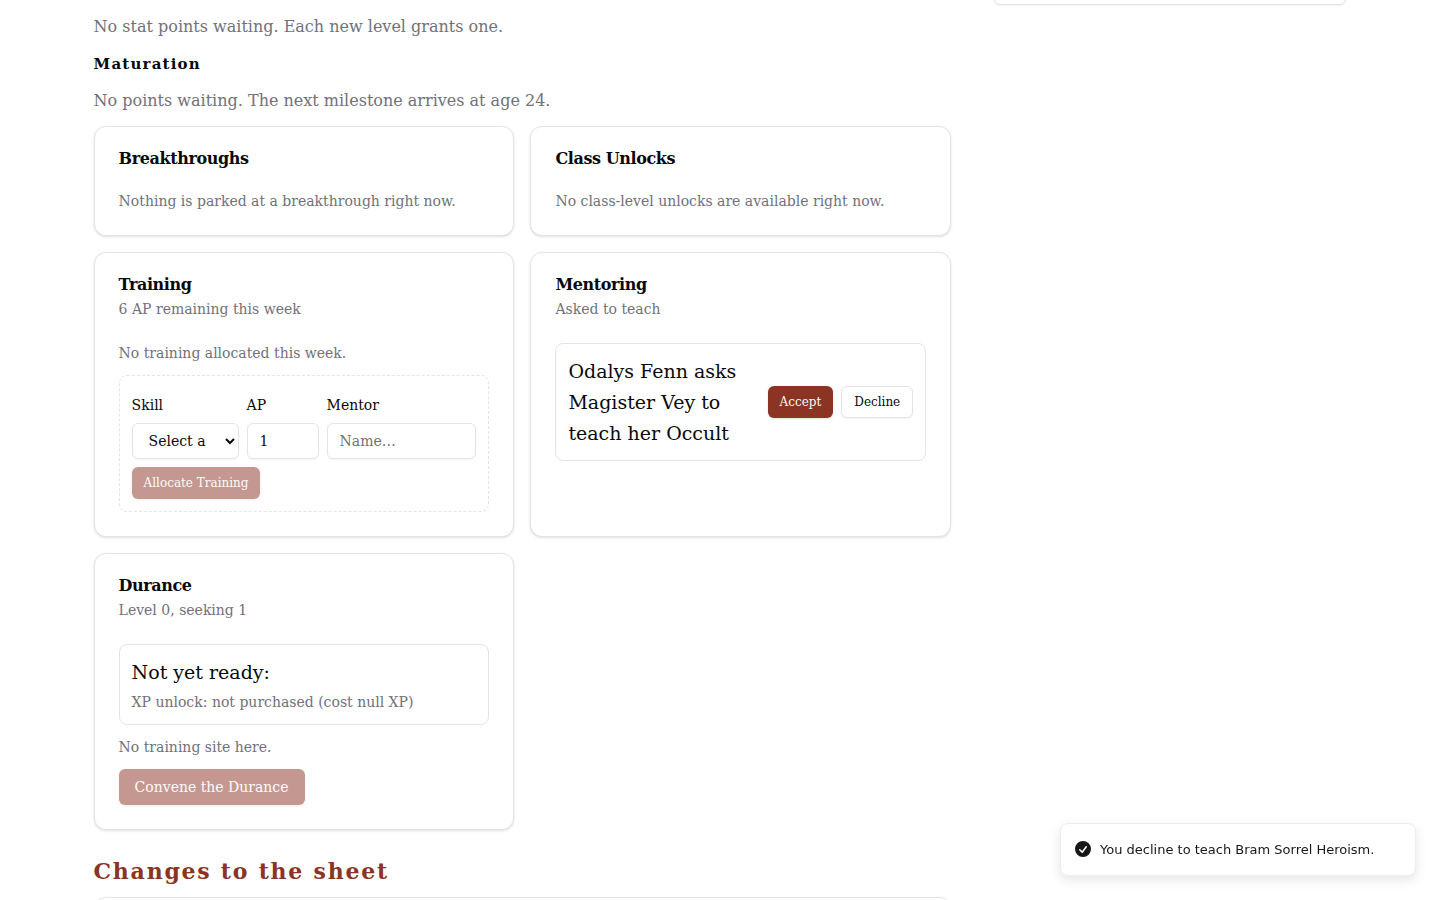 No stat points waiting. Each new level grants one.
Maturation
No points waiting. The next milestone arrives at age 24.
Breakthroughs
Nothing is parked at a breakthrough right now.
Class Unlocks
No class-level unlocks are available right now.
Training
6 AP remaining this week
No training allocated this week.
Skill
AP
Mentor
Select a
1
Name...
Allocate Training
Mentoring
Asked to teach
Odalys Fenn asks
Magister Vey to
teach her Occult
Accept
Decline
Durance
Level 0, seeking 1
Not yet ready:
XP unlock: not purchased (cost null XP)
No training site here.
Convene the Durance
Changes to the sheet
You decline to teach Bram Sorrel Heroism.